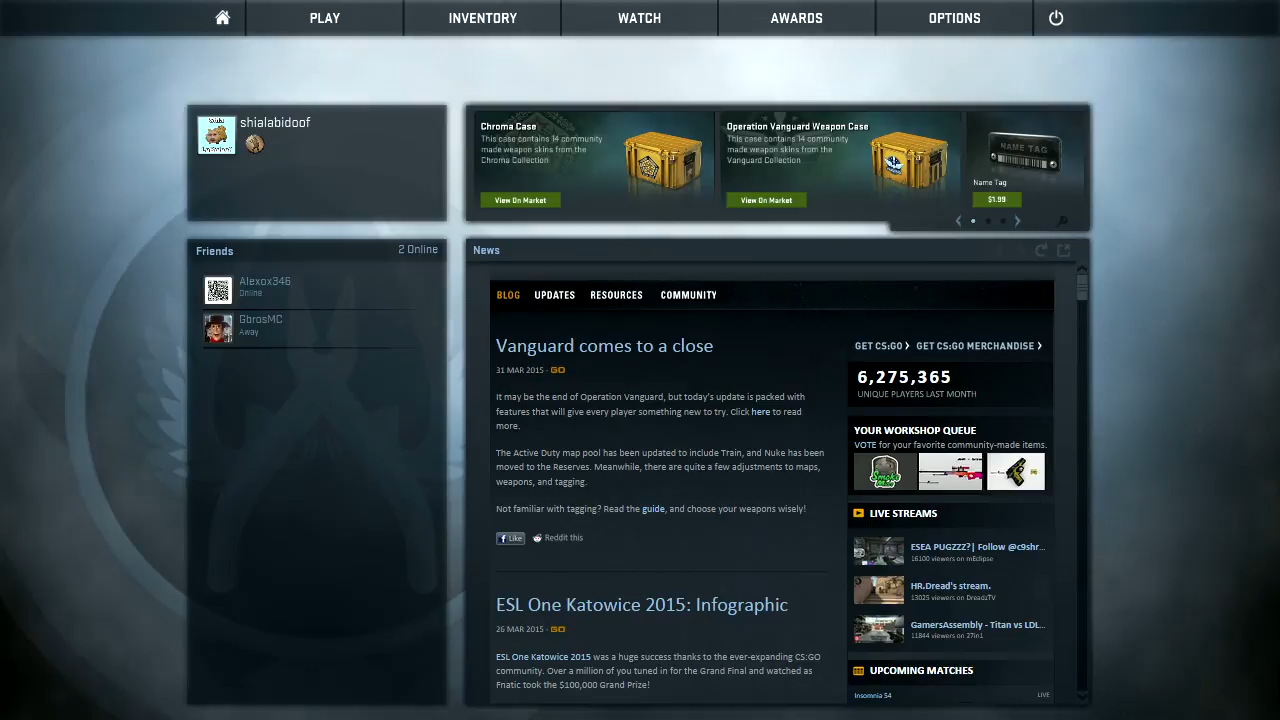 PLAY
INVENTORY
WATCH
AWARDS
OPTIONS
shialabidoof
Chroma Case
This case contains 14 community
made weapon skins from the
Chroma Collection
View On Market
Operation Vanguard Weapon Case
This case contains 14 community
made weapon skins from the
Vanguard Collection
View On Market
NAME TAG
Name Tag
$1.99
Friends
2 Online
Alexox346
Online
GbrosMC
Away
News
BLOG
UPDATES
RESOURCES
COMMUNITY
Vanguard comes to a close
31 MAR 2015 - GO
It may be the end of Operation Vanguard, but today's update is packed with
features that will give every player something new to try. Click here to read
more.
The Active Duty map pool has been updated to include Train, and Nuke has been
moved to the Reserves. Meanwhile, there are quite a few adjustments to maps,
weapons, and tagging.
Not familiar with tagging? Read the guide, and choose your weapons wisely!
f Like
Reddit this
ESL One Katowice 2015: Infographic
26 MAR 2015 - GO
ESL One Katowice 2015 was a huge success thanks to the ever-expanding CS:GO
community. Over a million of you tuned in for the Grand Final and watched as
Fnatic took the $100,000 Grand Prize!
GET CS:GO
GET CS:GO MERCHANDISE
6,275,365
UNIQUE PLAYERS LAST MONTH
YOUR WORKSHOP QUEUE
VOTE for your favorite community-made items.
LIVE STREAMS
ESEA PUGZZZ?| Follow @c9shr...
16100 viewers on mEclipse
HR.Dread's stream.
13025 viewers on DreadzTV
GamersAssembly - Titan vs LDL...
11844 viewers on 27in1
UPCOMING MATCHES
Insomnia 54
LIVE